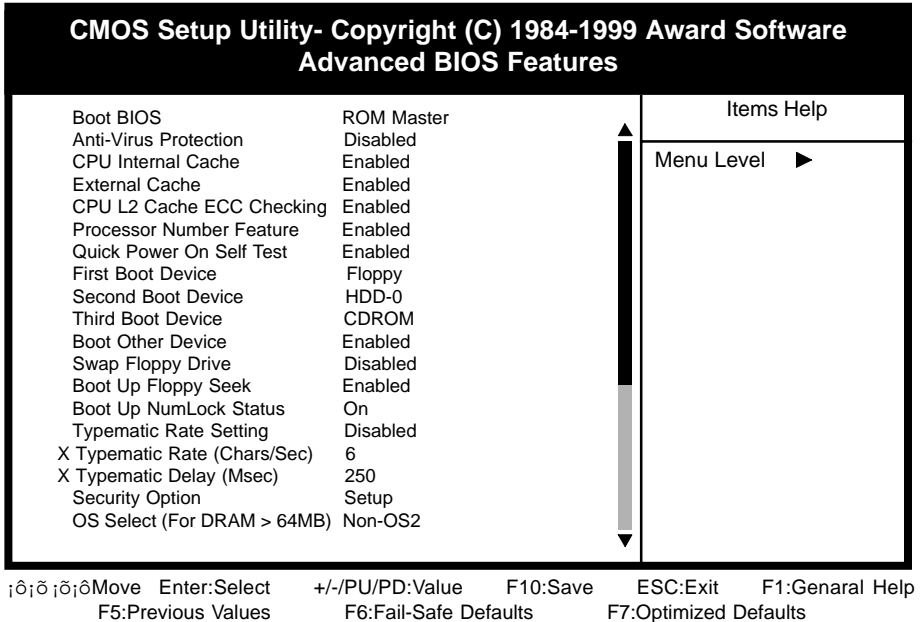 CMOS Setup Utility- Copyright (C) 1984-1999 Award Software
Advanced BIOS Features
Boot BIOS ROM Master
Anti-Virus Protection Disabled
CPU Internal Cache Enabled
External Cache Enabled
CPU L2 Cache ECC Checking Enabled
Processor Number Feature Enabled
Quick Power On Self Test Enabled
First Boot Device Floppy
Second Boot Device HDD-0
Third Boot Device CDROM
Boot Other Device Enabled
Swap Floppy Drive Disabled
Boot Up Floppy Seek Enabled
Boot Up NumLock Status On
Typematic Rate Setting Disabled
X Typematic Rate (Chars/Sec) 6
X Typematic Delay (Msec) 250
Security Option Setup
OS Select (For DRAM > 64MB) Non-OS2
Items Help
Menu Level ►
¡ô¡õ ¡õ¡ôMove Enter:Select +/-/PU/PD:Value F10:Save ESC:Exit F1:Genaral Help
F5:Previous Values F6:Fail-Safe Defaults F7:Optimized Defaults